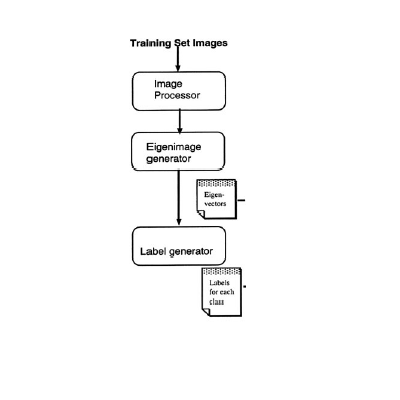 Training Set Images
Image
Processor
Eigenimage
generator
Eigen-
vectors
Label generator
Labels
for each
class